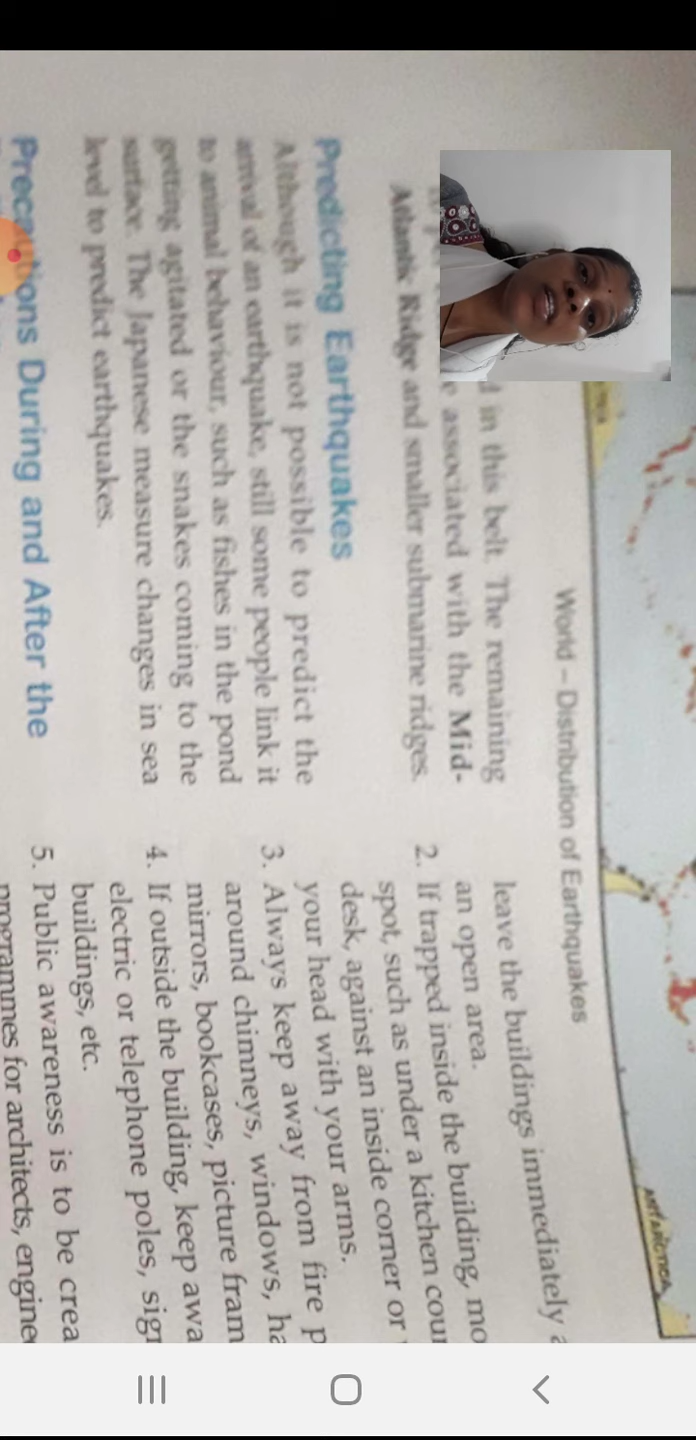 World – Distribution of Earthquakes
ANTARCTICA
d in this belt. The remaining
e associated with the Mid-
Atlantic Ridge and smaller submarine ridges.
Predicting Earthquakes
Although it is not possible to predict the
arrival of an earthquake, still some people link it
to animal behaviour, such as fishes in the pond
getting agitated or the snakes coming to the
surface. The Japanese measure changes in sea
level to predict earthquakes.
Precautions During and After the
leave the buildings immediately
an open area.
2. If trapped inside the building, mo
spot, such as under a kitchen cou
desk, against an inside corner or
your head with your arms.
3. Always keep away from fire p
around chimneys, windows, ha
mirrors, bookcases, picture fram
4. If outside the building, keep awa
electric or telephone poles, sign
buildings, etc.
5. Public awareness is to be crea
programmes for architects, enginee